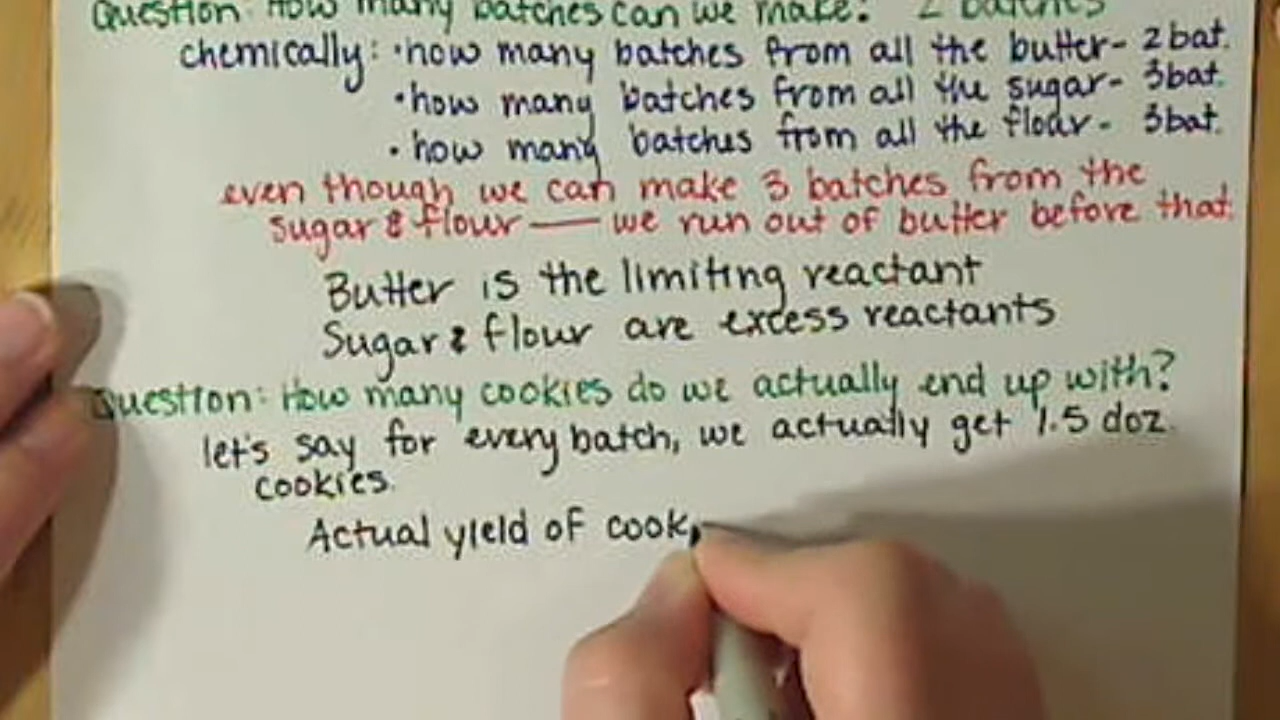 Question: How many batches can we make? 2 batches
chemically: • how many batches from all the butter - 2 bat.
• how many batches from all the sugar - 3 bat.
• how many batches from all the flour - 3 bat.
even though we can make 3 batches from the
sugar & flour — we run out of butter before that.
Butter is the limiting reactant
Sugar & flour are excess reactants
Question: How many cookies do we actually end up with?
let's say for every batch, we actually get 1.5 doz.
cookies.
Actual yield of cook